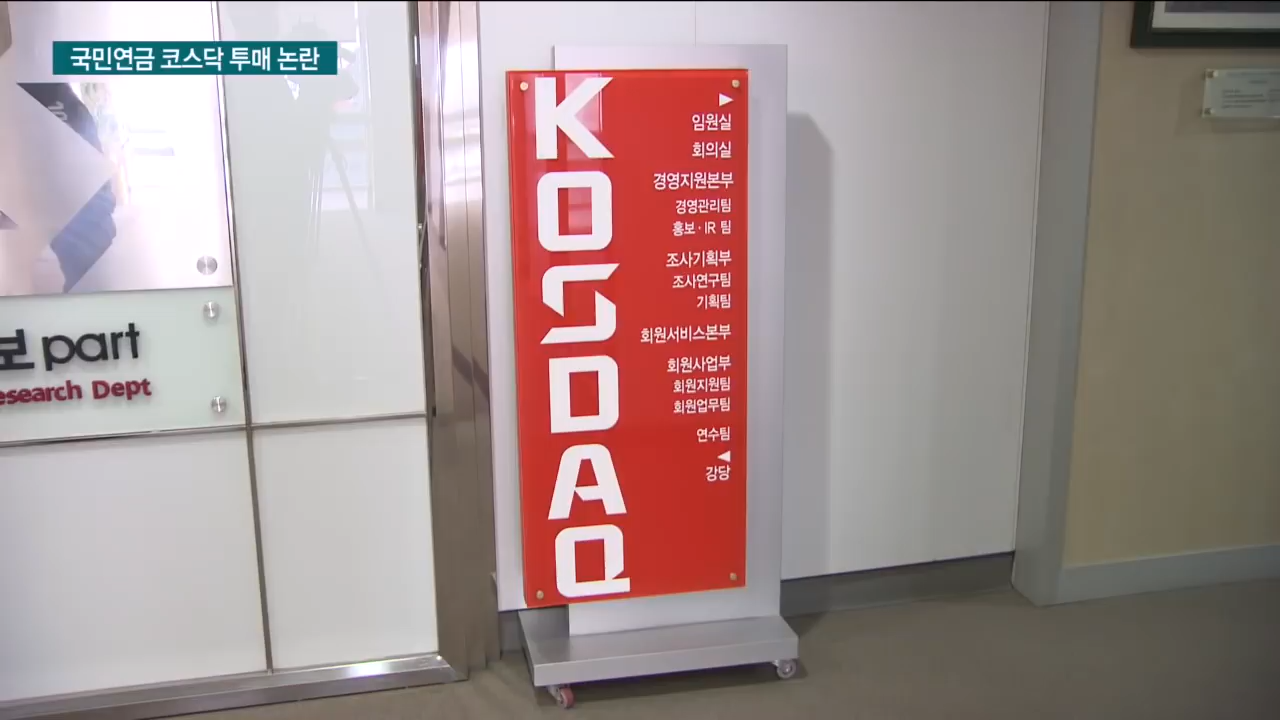 국민연금 코스닥 투매 논란
KOSDAQ
▶
임원실
회의실
경영지원본부
경영관리팀
홍보·IR 팀
조사기획부
조사연구팀
기획팀
회원서비스본부
회원사업부
회원지원팀
회원업무팀
연수팀
◀
강당
보 part
esearch Dept